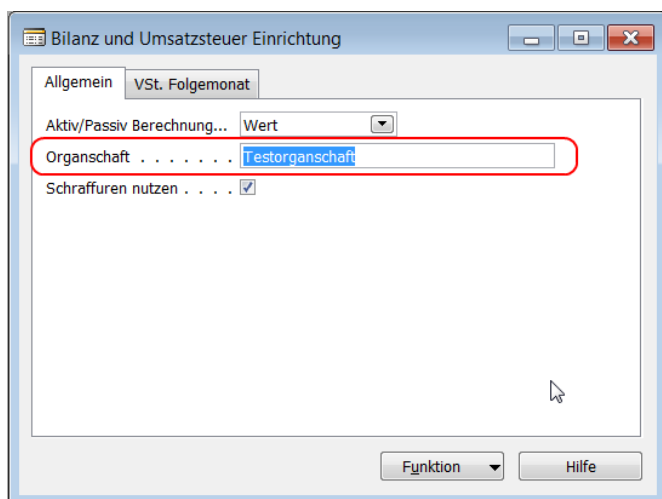 Bilanz und Umsatzsteuer Einrichtung
Allgemein VSt. Folgemonat
Aktiv/Passiv Berechnung... Wert
Organschaft . . . . . . . Testorganschaft
Schraffuren nutzen . . . .
Funktion Hilfe